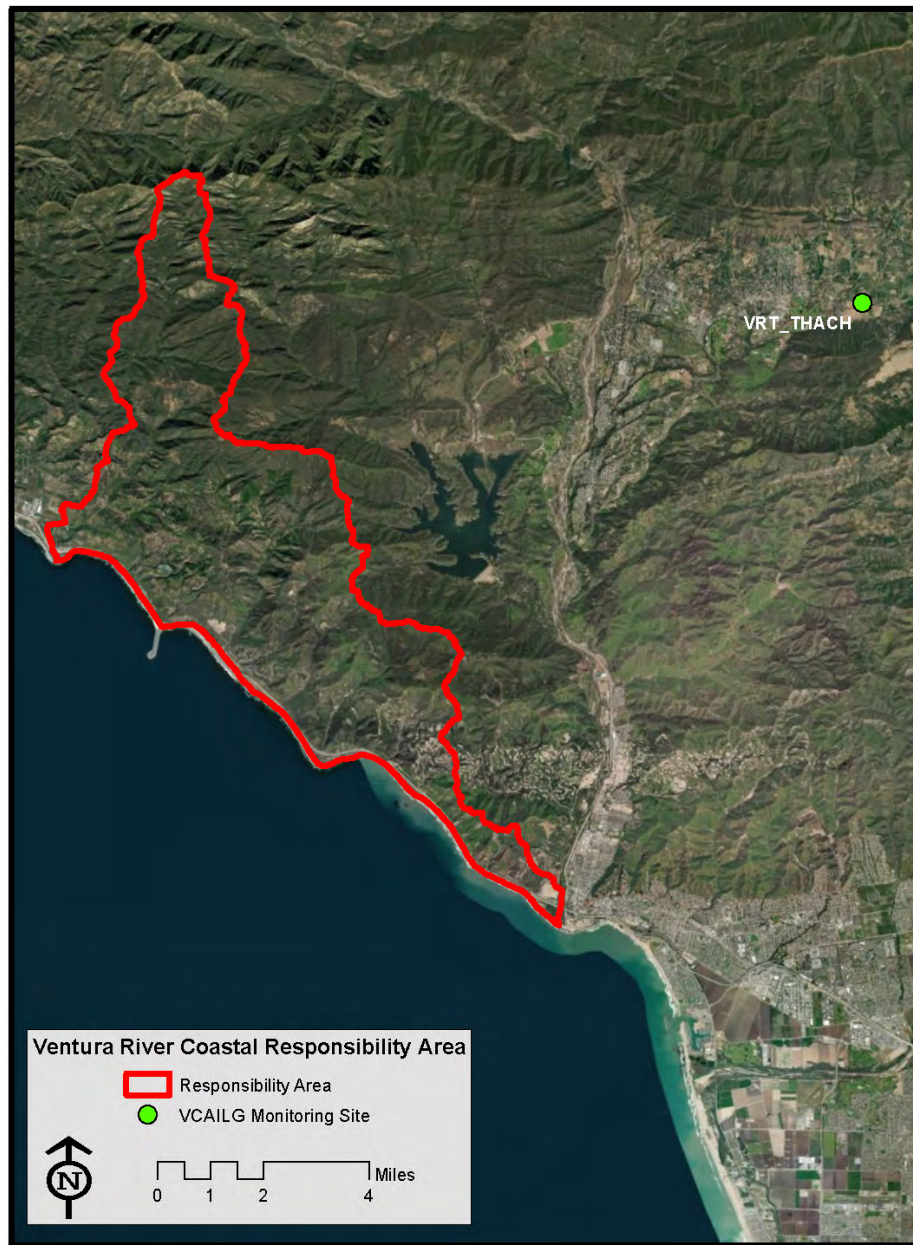 VRT_THACH
Ventura River Coastal Responsibility Area
Responsibility Area
VCAILG Monitoring Site
N
Miles
0 1 2 4